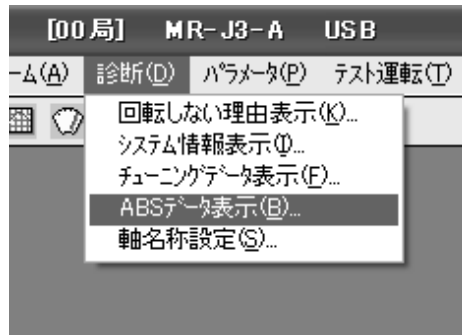 [00局] MR-J3-A USB
ーム(A) 診断(D) パラメータ(P) テスト運転(T)
回転しない理由表示(K)...
システム情報表示(I)...
チューニングデータ表示(F)...
ABSデータ表示(B)...
軸名称設定(S)...